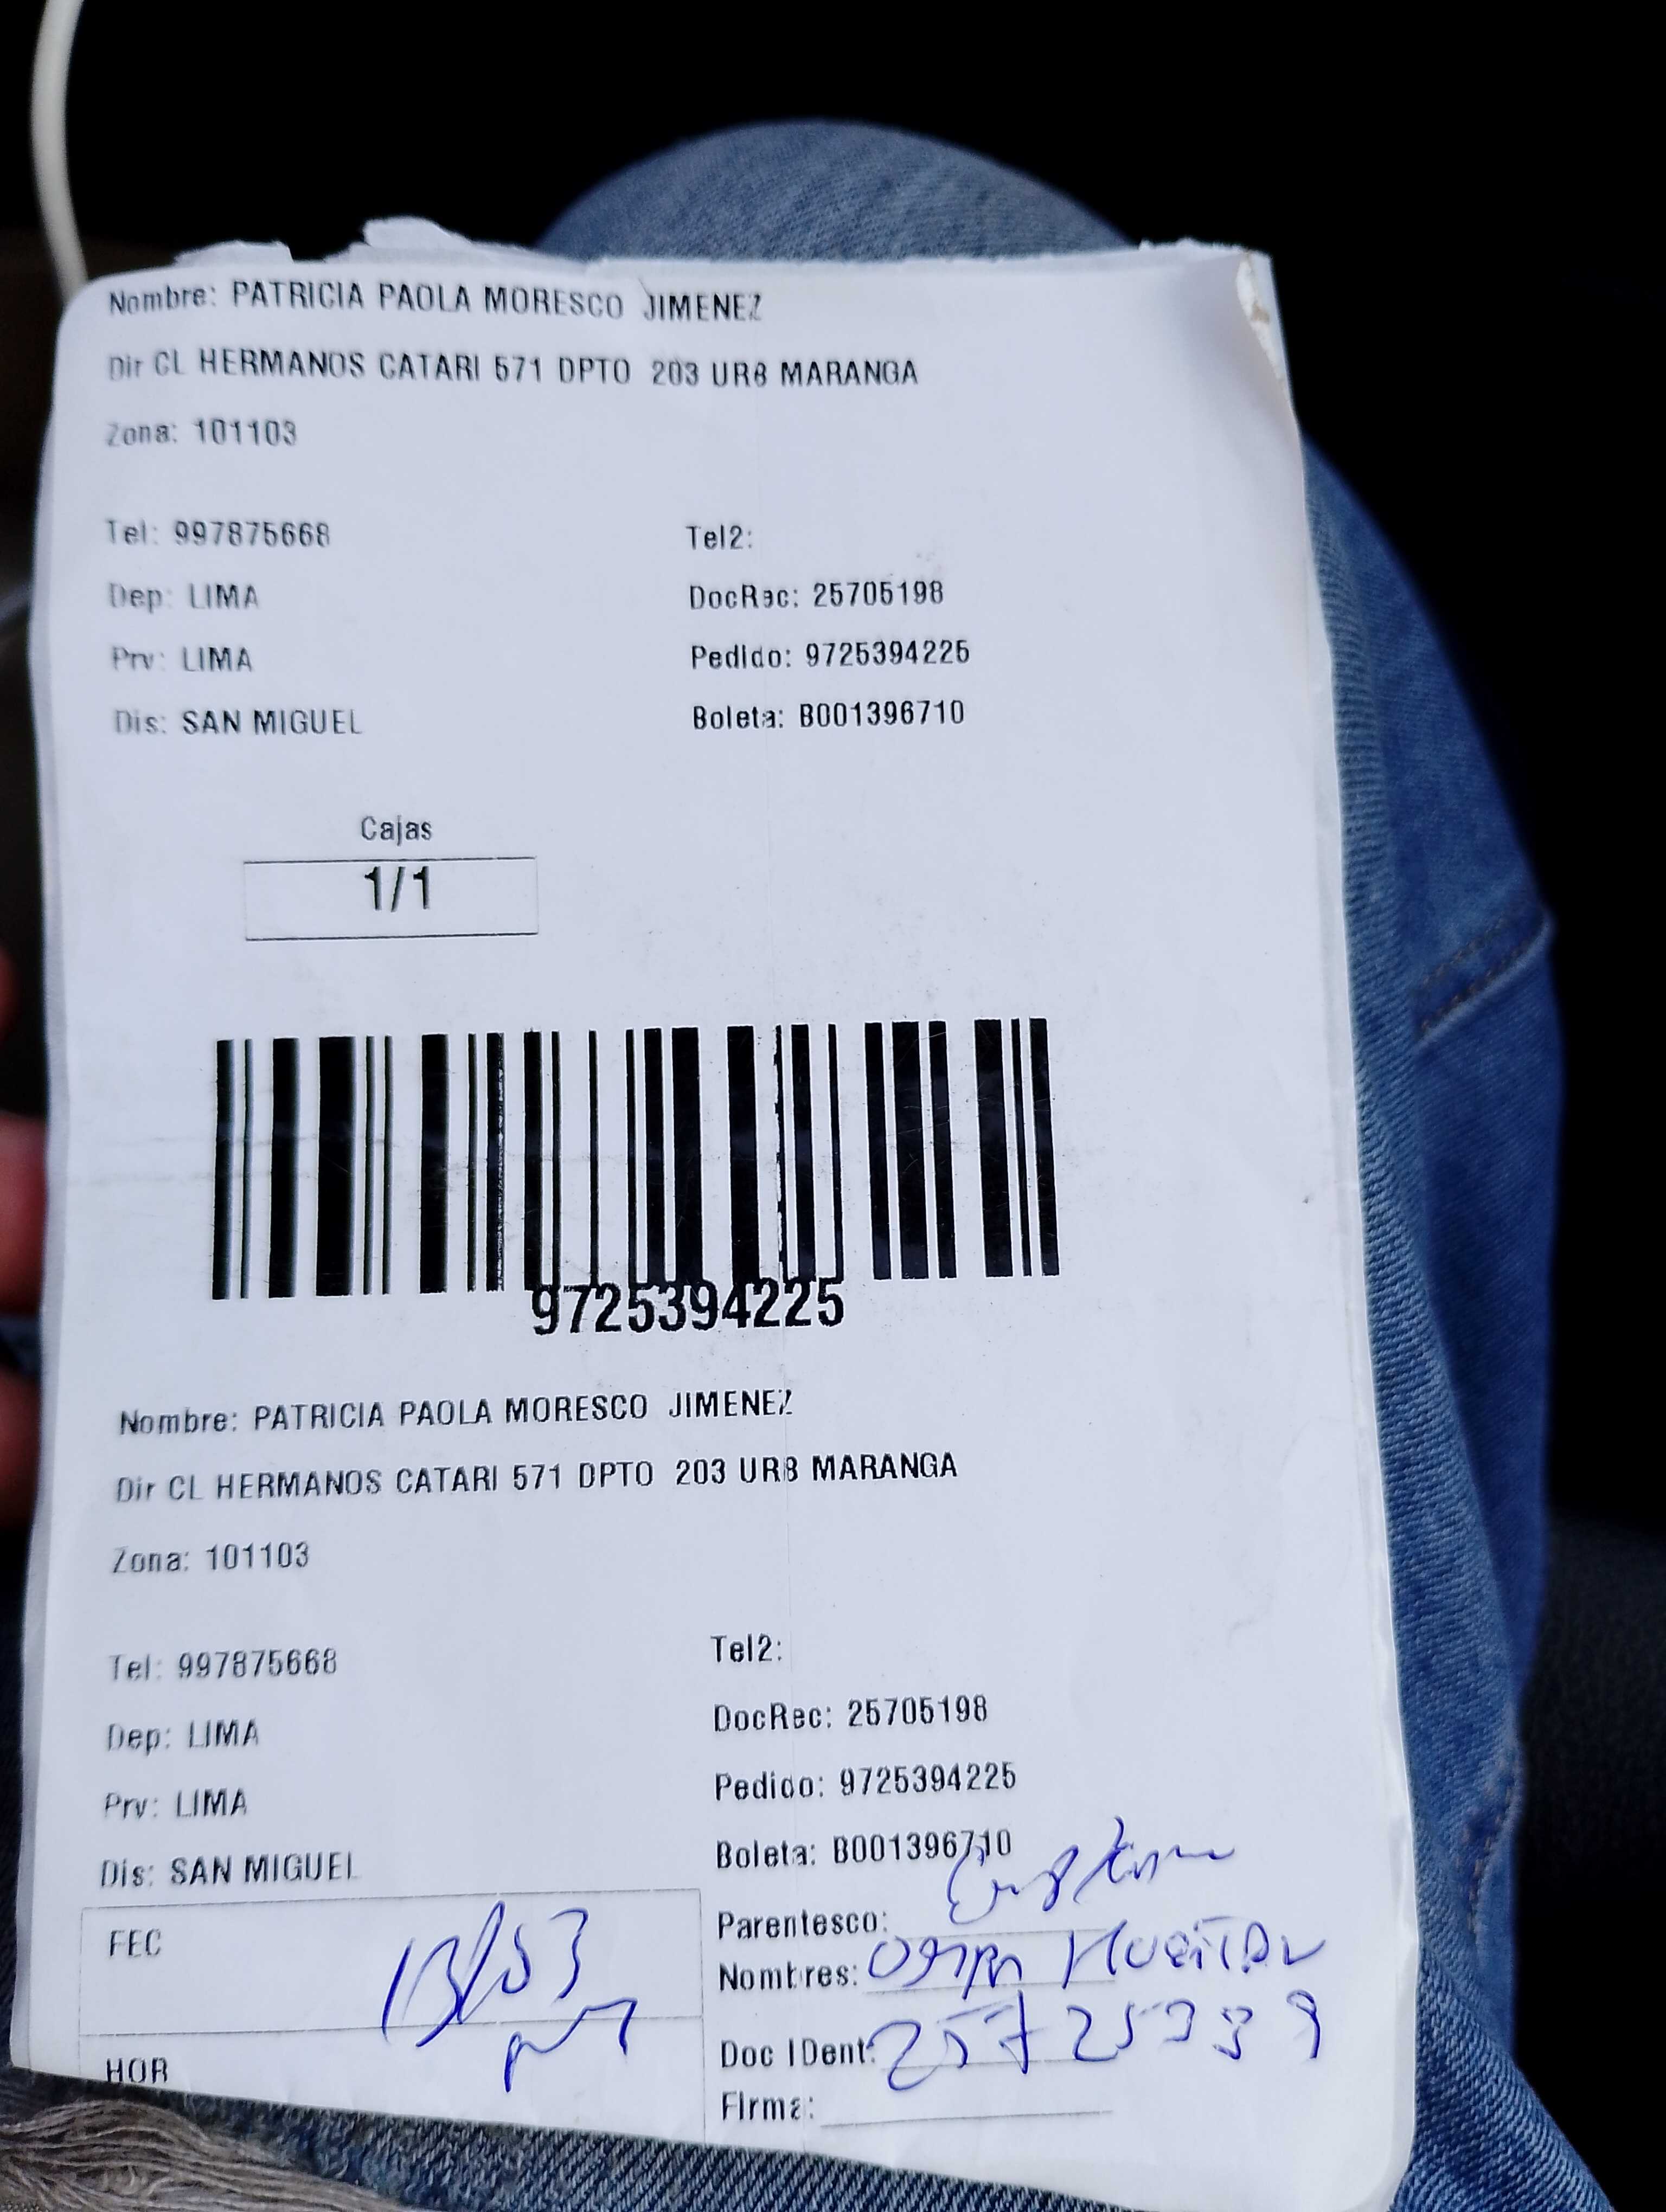 Nombre: PATRICIA PAOLA MORESCO JIMENEZ
Dir CL HERMANOS CATARI 571 DPTO 203 URB MARANGA
Zona: 101103
Tel: 997875668 Tel2:
Dep: LIMA DocRec: 25705198
Prv: LIMA Pedido: 9725394225
Dis: SAN MIGUEL Boleta: B001396710
Cajas
1/1
9725394225
Nombre: PATRICIA PAOLA MORESCO JIMENEZ
Dir CL HERMANOS CATARI 571 DPTO 203 URB MARANGA
Zona: 101103
Tel: 997875668 Tel2:
Dep: LIMA DocRec: 25705198
Prv: LIMA Pedido: 9725394225
Dis: SAN MIGUEL Boleta: B001396710
FEC Parentesco:
Nombres:
HOR Doc IDent:
Firma: